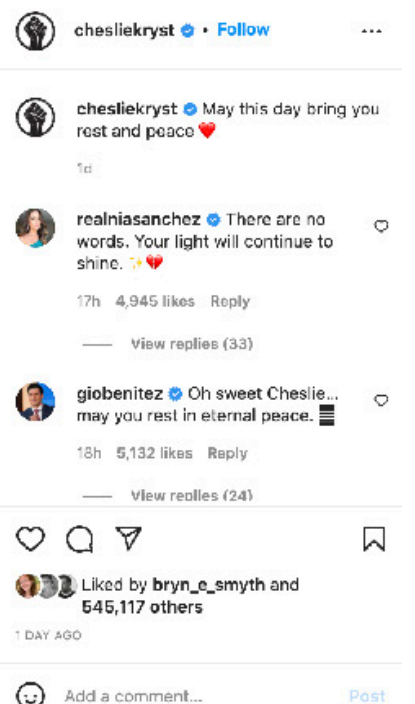 chesliekryst • Follow
chesliekryst May this day bring you
rest and peace ❤️
1d
realniasanchez There are no
words. Your light will continue to
shine. ✨💔
17h 4,945 likes Reply
View replies (33)
giobenitez Oh sweet Cheslie...
may you rest in eternal peace.
18h 5,132 likes Reply
View replies (24)
Liked by bryn_e_smyth and
545,117 others
1 DAY AGO
Add a comment... Post